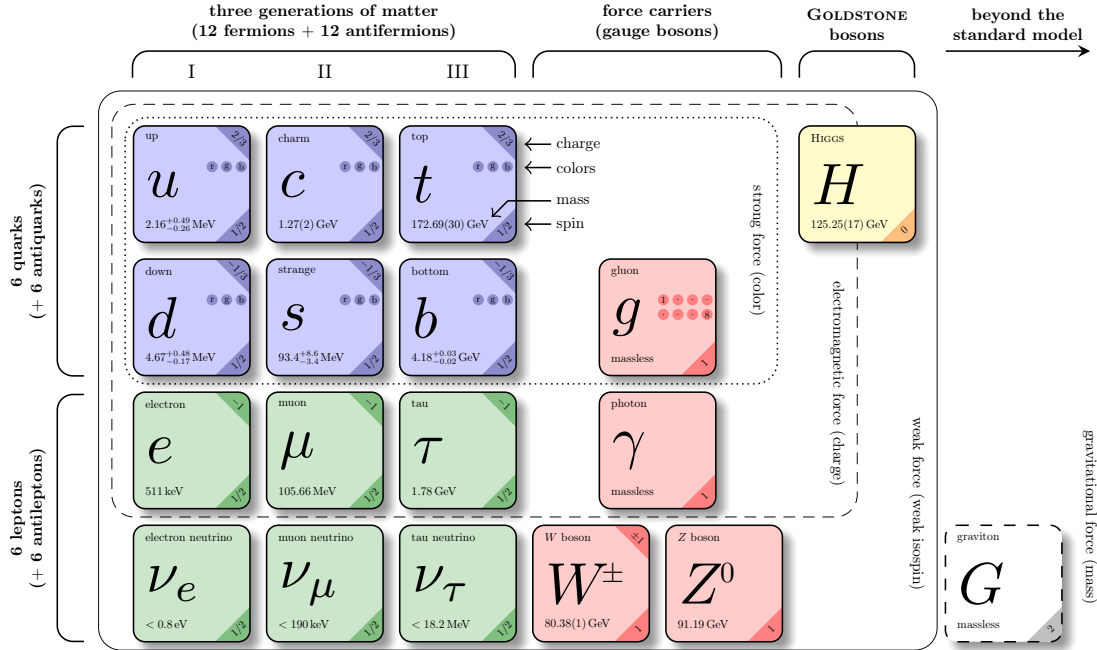 three generations of matter
(12 fermions + 12 antifermions)
force carriers
(gauge bosons)
GOLDSTONE
bosons
beyond the
standard model
I
II
III
6 quarks
(+ 6 antiquarks)
6 leptons
(+ 6 antileptons)
up
2/3
u
r g b
2.16+0.49−0.26 MeV
1/2
charm
2/3
c
r g b
1.27(2) GeV
1/2
top
2/3
t
r g b
172.69(30) GeV
1/2
charge
colors
mass
spin
HIGGS
H
125.25(17) GeV
0
down
−1/3
d
r g b
4.67+0.48−0.17 MeV
1/2
strange
−1/3
s
r g b
93.4+8.6−3.4 MeV
1/2
bottom
−1/3
b
r g b
4.18+0.03−0.02 GeV
1/2
gluon
g
1 · · ·
· · · 8
massless
1
strong force (color)
electron
−1
e
511 keV
1/2
muon
−1
μ
105.66 MeV
1/2
tau
−1
τ
1.78 GeV
1/2
photon
γ
massless
1
electromagnetic force (charge)
electron neutrino
νe
< 0.8 eV
1/2
muon neutrino
νμ
< 190 keV
1/2
tau neutrino
ντ
< 18.2 MeV
1/2
W boson
±1
W±
80.38(1) GeV
1
Z boson
Z0
91.19 GeV
1
weak force (weak isospin)
graviton
G
massless
2
gravitational force (mass)